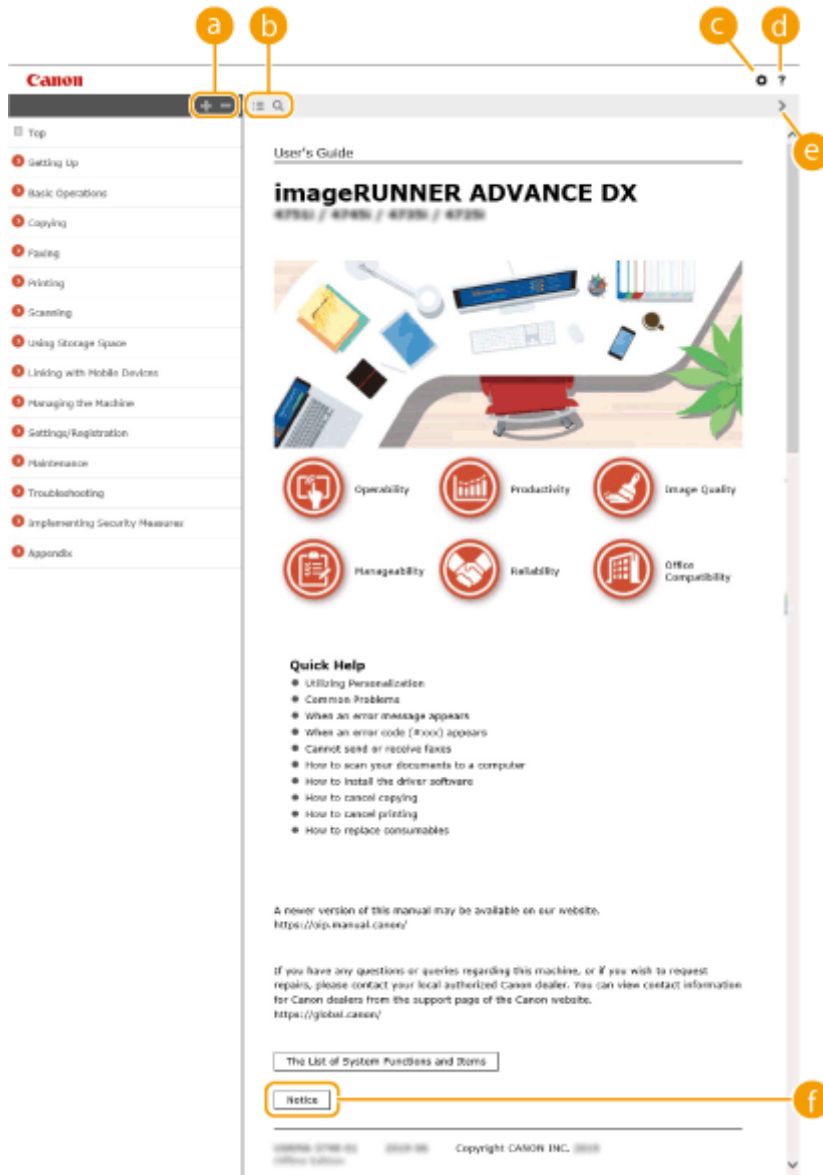 a
b
c
d
Canon
?
e
Top
Setting Up
Basic Operations
Copying
Faxing
Printing
Scanning
Using Storage Space
Linking with Mobile Devices
Managing the Machine
Settings/Registration
Maintenance
Troubleshooting
Implementing Security Measures
Appendix
User's Guide
imageRUNNER ADVANCE DX
4751i / 4745i / 4735i / 4725i
Operability
Productivity
Image Quality
Manageability
Reliability
Office
Compatibility
Quick Help
Utilizing Personalization
Common Problems
When an error message appears
When an error code (#xxx) appears
Cannot send or receive faxes
How to scan your documents to a computer
How to install the driver software
How to cancel copying
How to cancel printing
How to replace consumables
A newer version of this manual may be available on our website.
https://oip.manual.canon/
If you have any questions or queries regarding this machine, or if you wish to request
repairs, please contact your local authorized Canon dealer. You can view contact information
for Canon dealers from the support page of the Canon website.
https://global.canon/
The List of System Functions and Items
Notice
f
Copyright CANON INC.